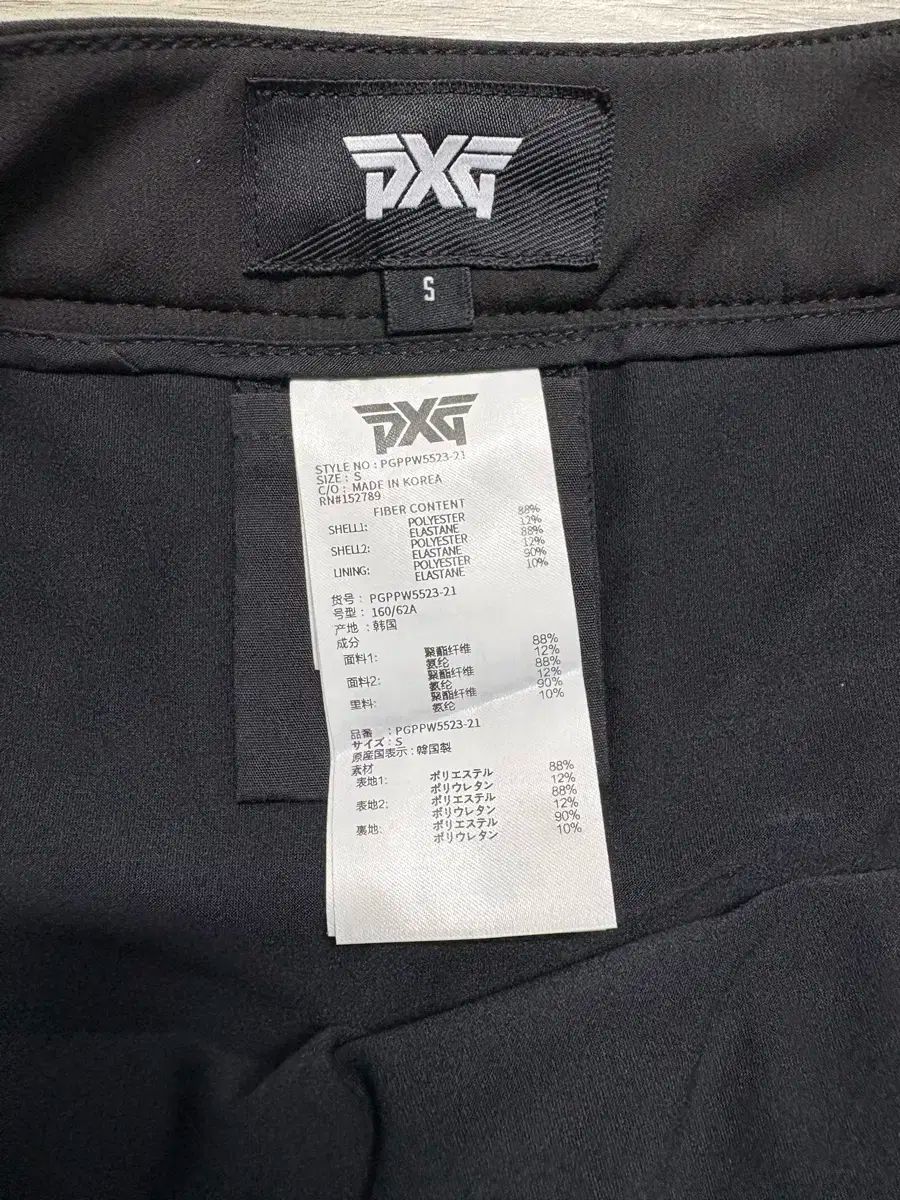 PXG
S
PXG
STYLE NO : PGPPW5523-21
SIZE : S
C/O : MADE IN KOREA
RN#152789
FIBER CONTENT
SHELL1: POLYESTER 88%
ELASTANE 12%
SHELL2: POLYESTER 88%
ELASTANE 12%
LINING: POLYESTER 90%
ELASTANE 10%
货号 : PGPPW5523-21
号型 : 160/62A
产地 : 韩国
成分
面料1: 聚酯纤维 88%
氨纶 12%
面料2: 聚酯纤维 88%
氨纶 12%
里料: 聚酯纤维 90%
氨纶 10%
品番 : PGPPW5523-21
サイズ : S
原産国表示 : 韓国製
素材
表地1: ポリエステル 88%
ポリウレタン 12%
表地2: ポリエステル 88%
ポリウレタン 12%
裏地: ポリエステル 90%
ポリウレタン 10%